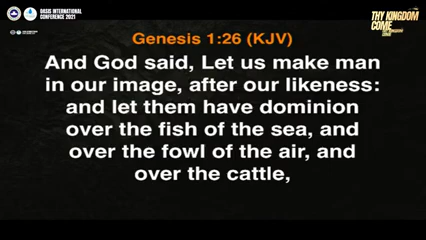 OASIS INTERNATIONAL
CONFERENCE 2021
THY KINGDOM
COME
Genesis 1:26 (KJV)
And God said, Let us make man
in our image, after our likeness:
and let them have dominion
over the fish of the sea, and
over the fowl of the air, and
over the cattle,